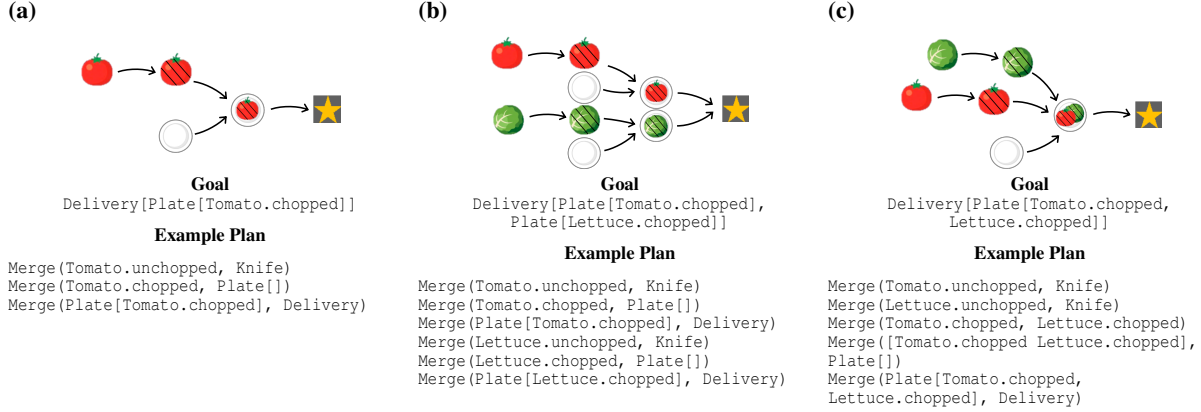 (a)
Goal
Delivery[Plate[Tomato.chopped]]
Example Plan
Merge(Tomato.unchopped, Knife)
Merge(Tomato.chopped, Plate[])
Merge(Plate[Tomato.chopped], Delivery)
(b)
Goal
Delivery[Plate[Tomato.chopped],
Plate[Lettuce.chopped]]
Example Plan
Merge(Tomato.unchopped, Knife)
Merge(Tomato.chopped, Plate[])
Merge(Plate[Tomato.chopped], Delivery)
Merge(Lettuce.unchopped, Knife)
Merge(Lettuce.chopped, Plate[])
Merge(Plate[Lettuce.chopped], Delivery)
(c)
Goal
Delivery[Plate[Tomato.chopped,
Lettuce.chopped]]
Example Plan
Merge(Tomato.unchopped, Knife)
Merge(Lettuce.unchopped, Knife)
Merge(Tomato.chopped, Lettuce.chopped)
Merge([Tomato.chopped Lettuce.chopped],
Plate[])
Merge(Plate[Tomato.chopped,
Lettuce.chopped], Delivery)